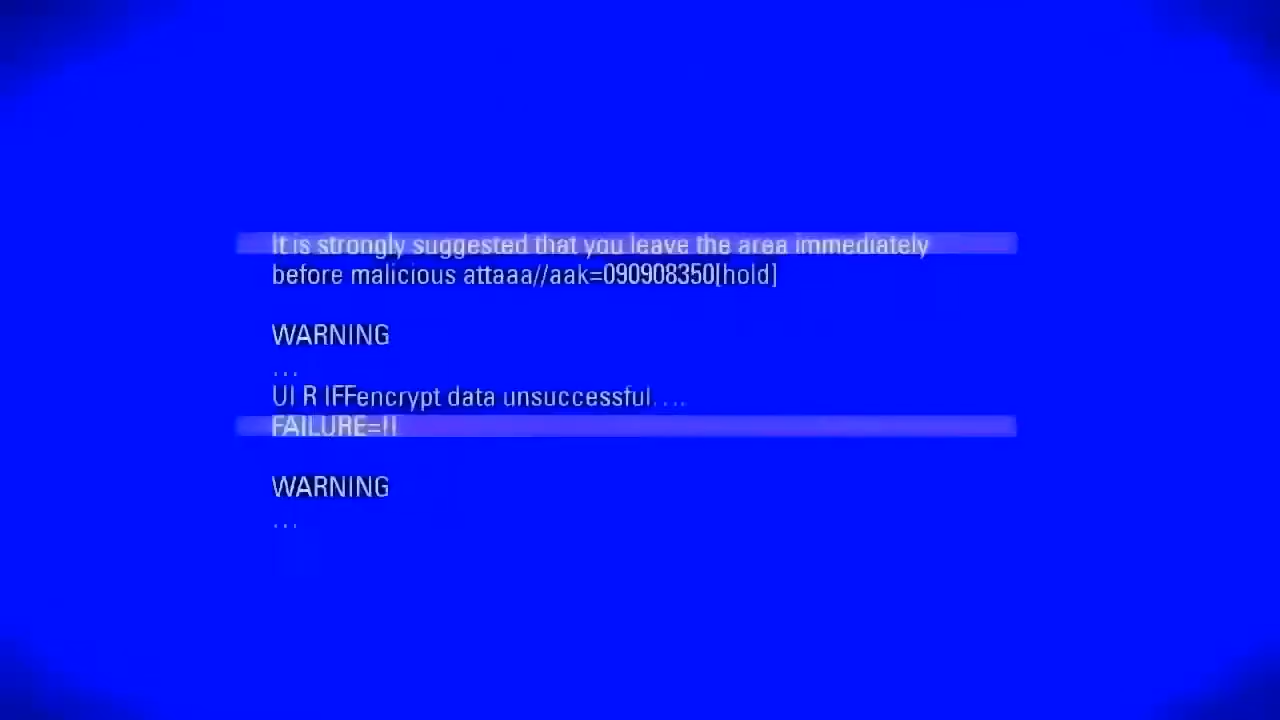 It is strongly suggested that you leave the area immediately
before malicious attaaa//aak=090908350[hold]
WARNING
...
UI R IFFencrypt data unsuccessful....
FAILURE=!!
WARNING
...